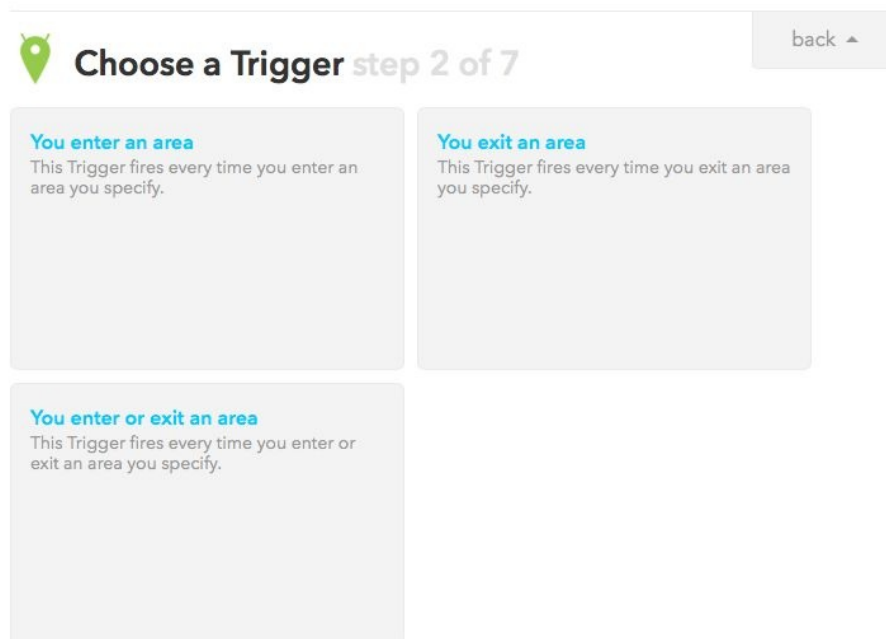 back
Choose a Trigger step 2 of 7
You enter an area
This Trigger fires every time you enter an
area you specify.
You exit an area
This Trigger fires every time you exit an area
you specify.
You enter or exit an area
This Trigger fires every time you enter or
exit an area you specify.